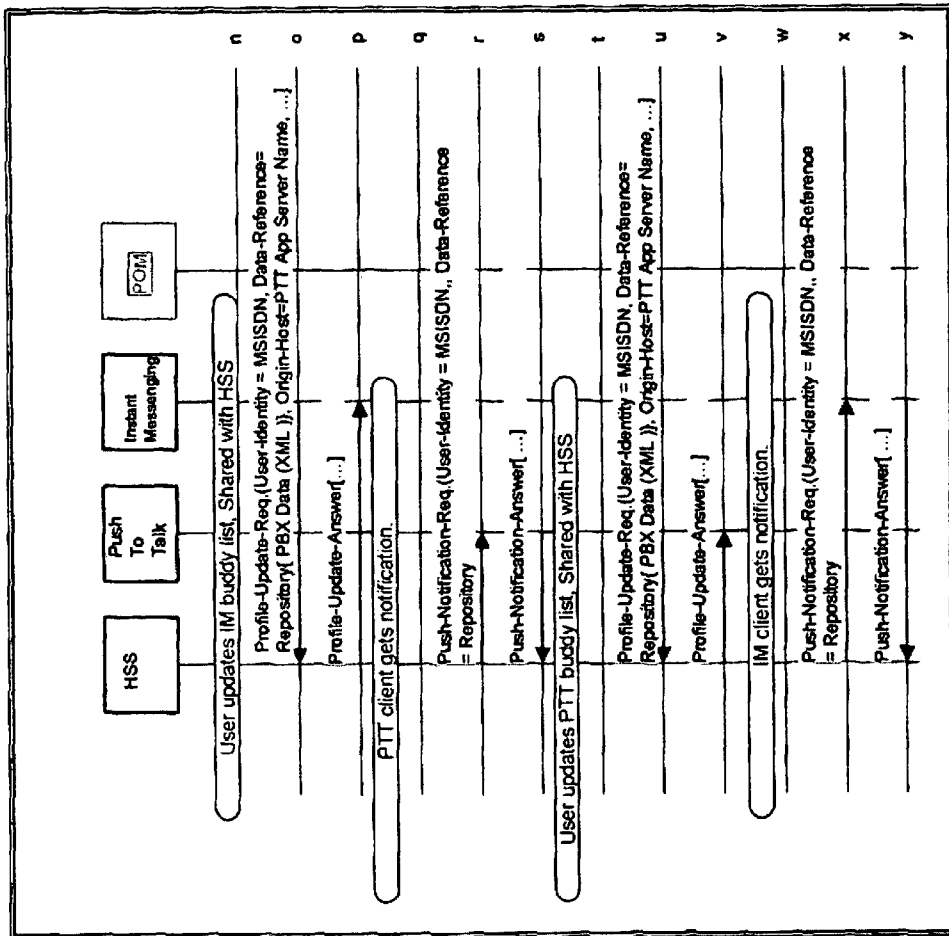 HSS
Push
To
Talk
Instant
Messenging
POM
User updates IM buddy list, Shared with HSS
n
Profile-Update-Req,(User-Identity = MSISDN, Data-Reference=
Repository{ PBX Data (XML )}, Origin-Host=PTT App Server Name, ...]
o
Profile-Update-Answer[...]
p
PTT client gets notification.
q
Push-Notification-Req,(User-Identity = MSISDN,, Data-Reference
= Repository
r
Push-Notification-Answer[...]
s
User updates PTT buddy list, Shared with HSS
t
Profile-Update-Req,(User-Identity = MSISDN, Data-Reference=
Repository{ PBX Data (XML )}, Origin-Host=PTT App Server Name, ...]
u
Profile-Update-Answer[...]
v
IM client gets notification.
w
Push-Notification-Req,(User-Identity = MSISDN,, Data-Reference
= Repository
x
Push-Notification-Answer[...]
y